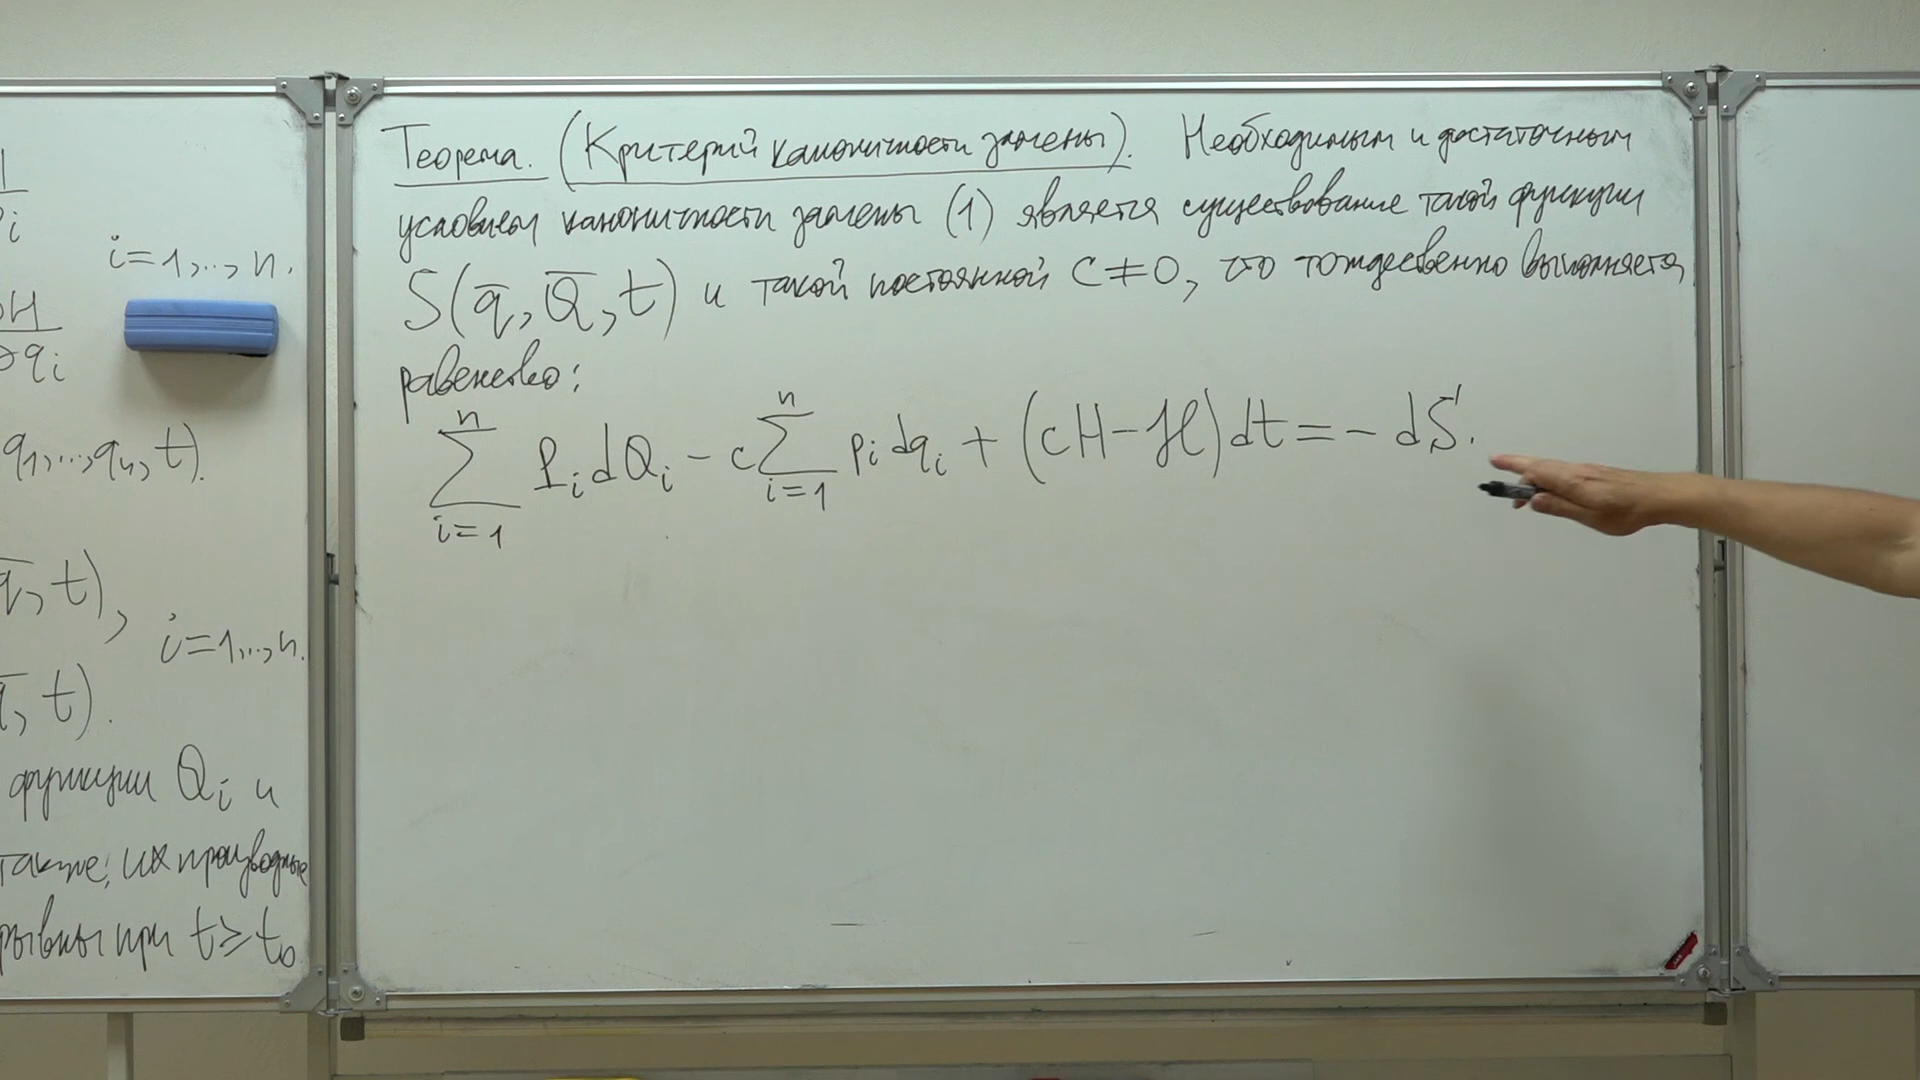 i = 1,..., n.
∂H
∂q_i
q_1,...,q_n, t).
q̄, t),
i = 1,..., n.
q̄, t).
функции Q_i и
также, их производные
t ⩾ t_0
Теорема. (Критерий каноничности замены). Необходимым и достаточным
условием каноничности замены (1) является существование такой функции
S(q̄, Q̄, t) и такой постоянной c ≠ 0, что тождественно выполняется
равенство:
∑_{i=1}^{n} P_i dQ_i − c ∑_{i=1}^{n} p_i dq_i + (cH − ℋ) dt = − dS.